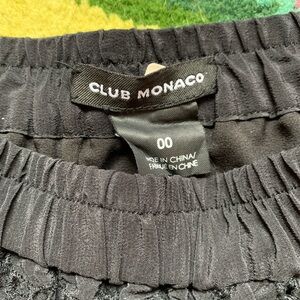 CLUB MONACO
00
MADE IN CHINA/
FABRIQUÉ EN CHINE